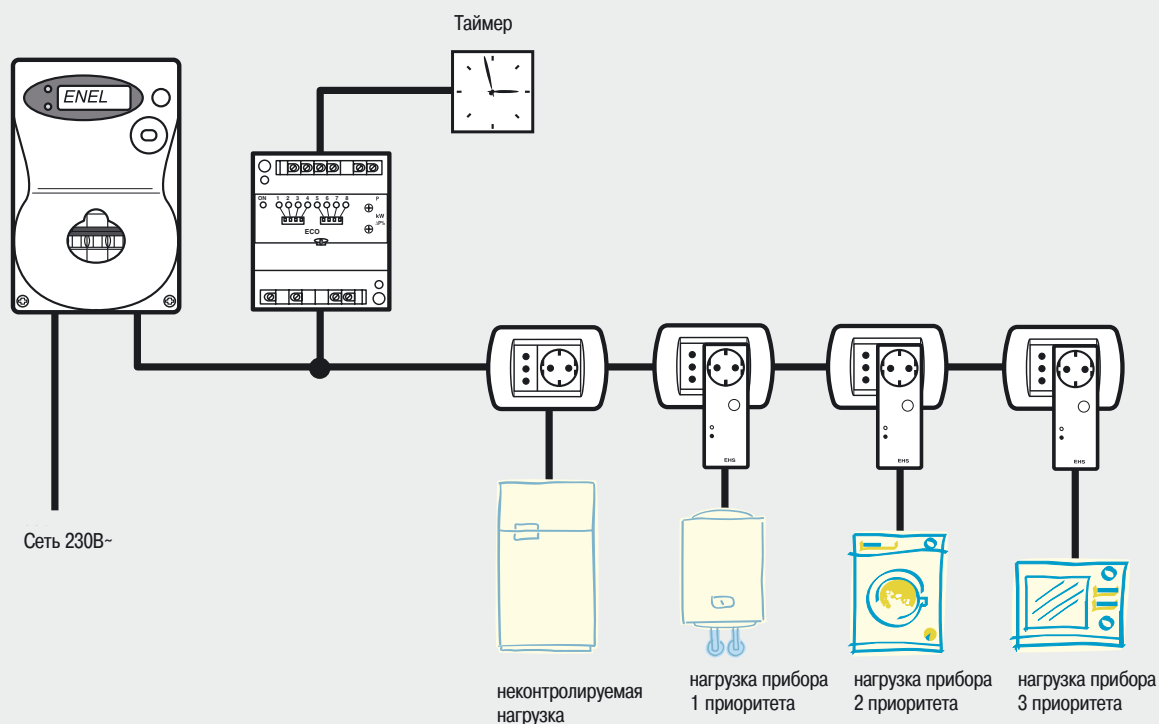 Таймер
ENEL
ON 1 2 3 4 5 6 7 8 P
kW
ΔP%
ECO
EHS
EHS
EHS
Сеть 230В~
неконтролируемая
нагрузка
нагрузка прибора
1 приоритета
нагрузка прибора
2 приоритета
нагрузка прибора
3 приоритета